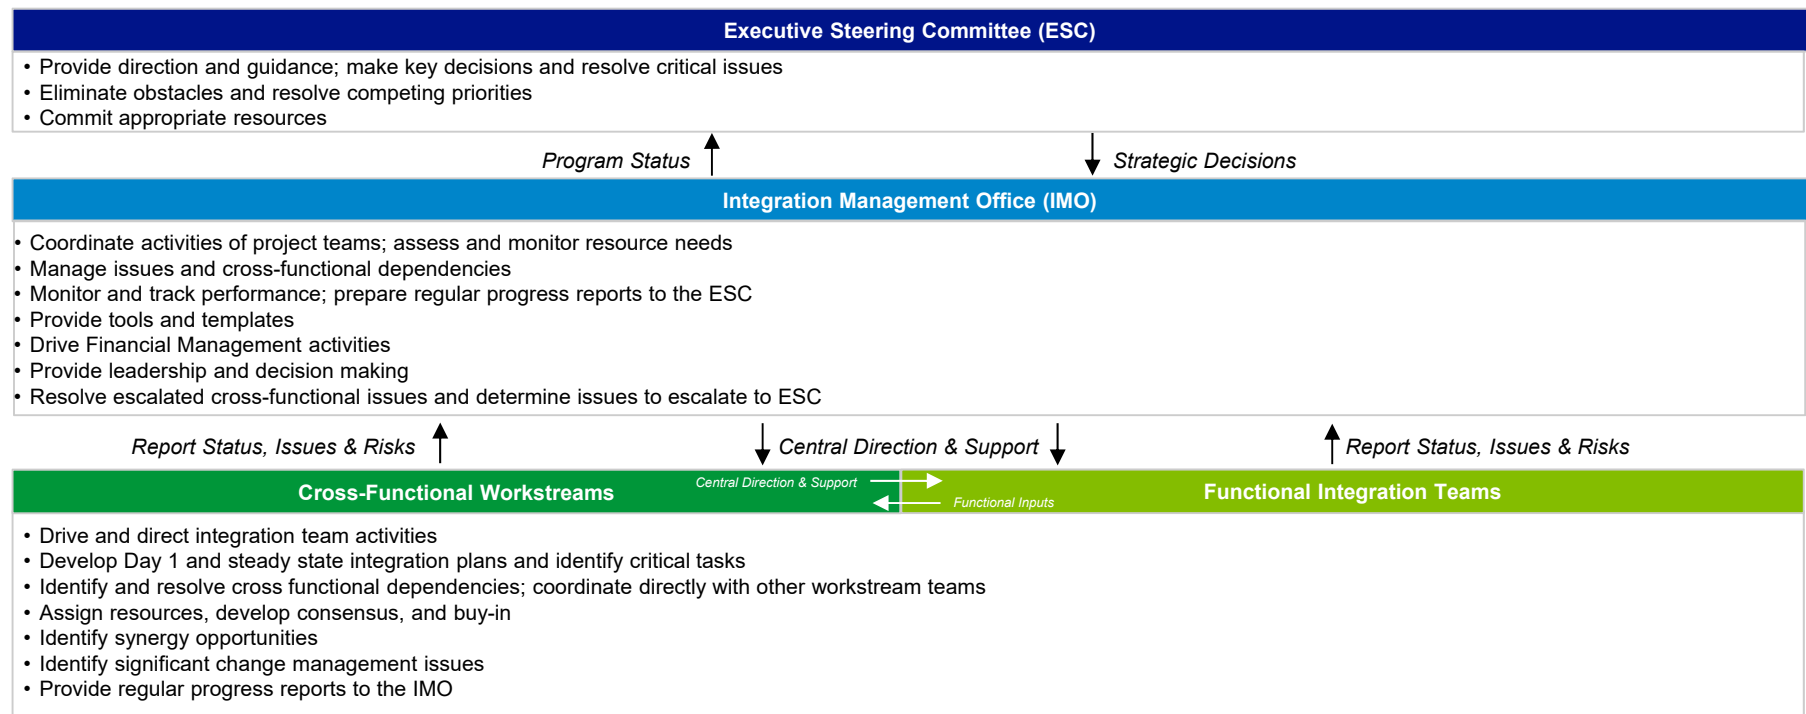 Executive Steering Committee (ESC)
• Provide direction and guidance; make key decisions and resolve critical issues
• Eliminate obstacles and resolve competing priorities
• Commit appropriate resources
Program Status
Strategic Decisions
Integration Management Office (IMO)
• Coordinate activities of project teams; assess and monitor resource needs
• Manage issues and cross-functional dependencies
• Monitor and track performance; prepare regular progress reports to the ESC
• Provide tools and templates
• Drive Financial Management activities
• Provide leadership and decision making
• Resolve escalated cross-functional issues and determine issues to escalate to ESC
Report Status, Issues & Risks
Central Direction & Support
Report Status, Issues & Risks
Cross-Functional Workstreams
Central Direction & Support
Functional Inputs
Functional Integration Teams
• Drive and direct integration team activities
• Develop Day 1 and steady state integration plans and identify critical tasks
• Identify and resolve cross functional dependencies; coordinate directly with other workstream teams
• Assign resources, develop consensus, and buy-in
• Identify synergy opportunities
• Identify significant change management issues
• Provide regular progress reports to the IMO